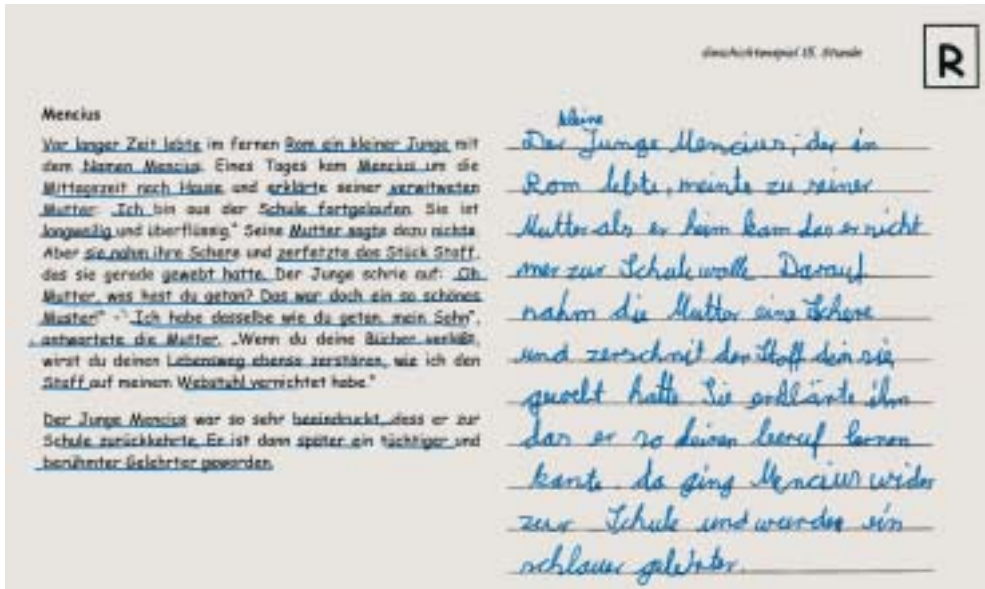 Geschichtenspiel 15. Stunde
R
Mencius
Vor langer Zeit lebte im fernen Rom ein kleiner Junge mit
dem Namen Mencius. Eines Tages kam Mencius um die
Mittagszeit nach Hause und erklärte seiner verwitweten
Mutter: „Ich bin aus der Schule fortgelaufen. Sie ist
langweilig und überflüssig." Seine Mutter sagte dazu nichts.
Aber sie nahm ihre Schere und zerfetzte das Stück Stoff,
das sie gerade gewebt hatte. Der Junge schrie auf: „Oh
Mutter, was hast du getan? Das war doch ein so schönes
Muster!" - „Ich habe dasselbe wie du getan, mein Sohn",
antwortete die Mutter. „Wenn du deine Bücher verläßt,
wirst du deinen Lebensweg ebenso zerstören, wie ich den
Stoff auf meinem Webstuhl vernichtet habe."
Der Junge Mencius war so sehr beeindruckt, dass er zur
Schule zurückkehrte. Er ist dann später ein tüchtiger und
berühmter Gelehrter geworden.
kleine
Der Junge Mencius, der in
Rom lebte, meinte zu seiner
Mutter als er heim kam das er nicht
mer zur Schule wolle. Darauf
nahm die Mutter eine Schere
und zerschnit den Stoff den sie
gewebt hatte. Sie erklärte ihm
das er so keinen beruf lernen
kante. da ging Mencius wider
zur Schule und wurde ein
schlauer gelerter.